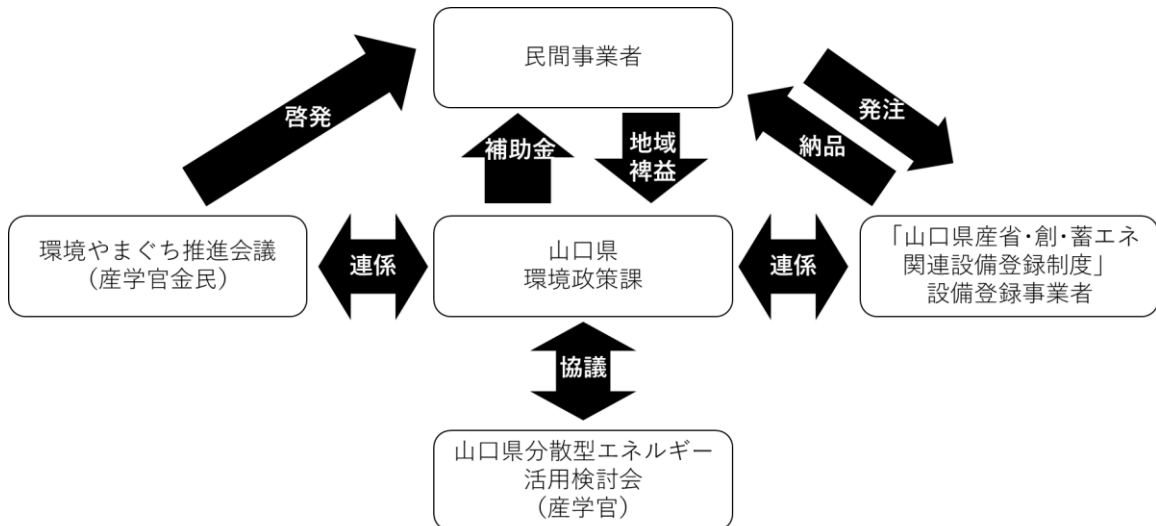 民間事業者
啓発
補助金
地域
裨益
発注
納品
環境やまぐち推進会議
(産学官金民)
連係
山口県
環境政策課
連係
「山口県産省・創・蓄エネ
関連設備登録制度」
設備登録事業者
協議
山口県分散型エネルギー
活用検討会
(産学官)